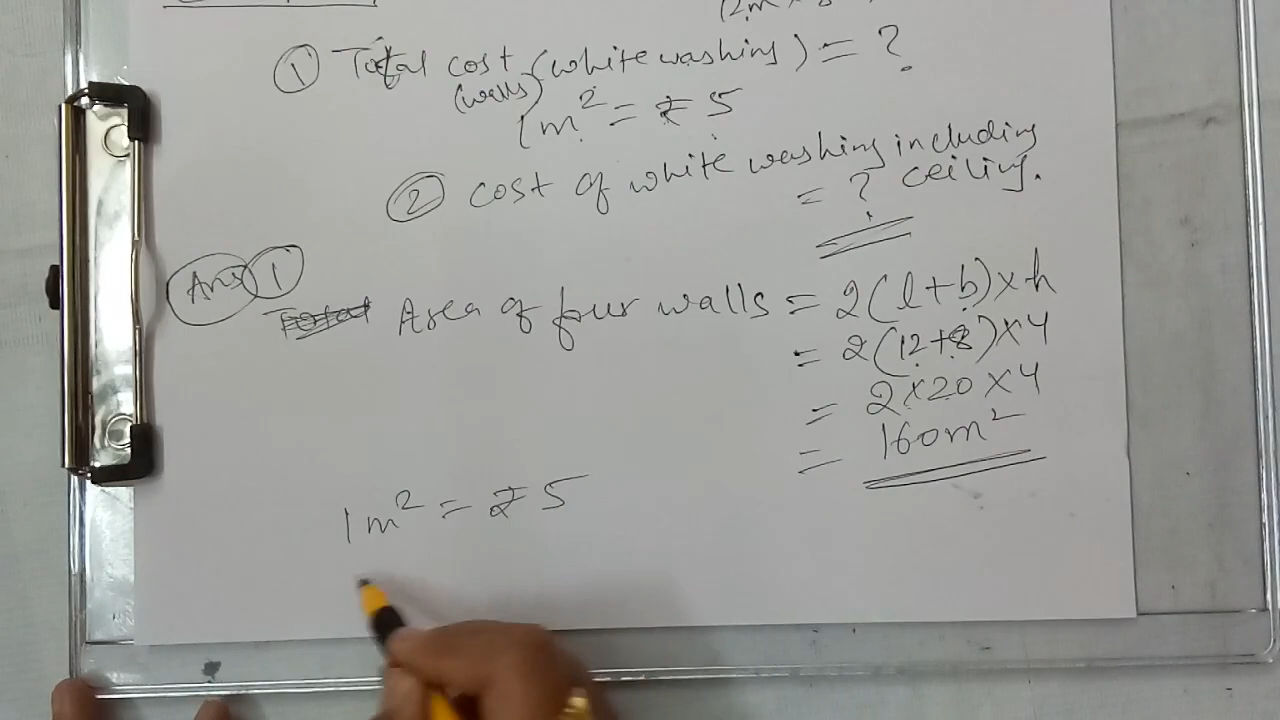 ① Total cost (white washing) = ?
(walls)
1m² = ₹ 5
② cost of white washing including
= ? ceiling.
Ans ①
Area of four walls = 2(l+b)×h
= 2(12+8)×4
= 2×20×4
= 160m²
1m² = ₹ 5